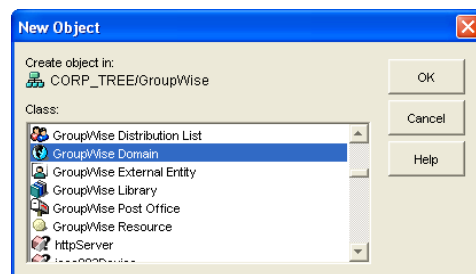 New Object
Create object in:
CORP_TREE/GroupWise
OK
Class:
Cancel
GroupWise Distribution List
GroupWise Domain
Help
GroupWise External Entity
GroupWise Library
GroupWise Post Office
GroupWise Resource
httpServer